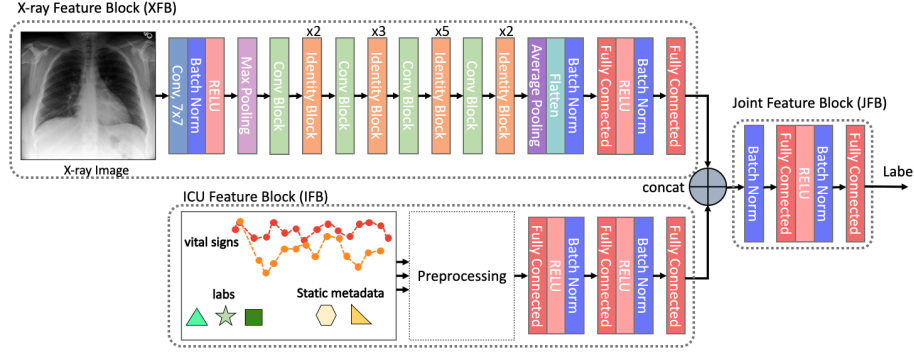 X-ray Feature Block (XFB)
x2
x3
x5
x2
Conv, 7x7
Batch Norm
RELU
Max Pooling
Conv Block
Identity Block
Conv Block
Identity Block
Conv Block
Identity Block
Conv Block
Identity Block
Average Pooling
Flatten
Batch Norm
Fully Connected
RELU
Batch Norm
Fully Connected
X-ray Image
Joint Feature Block (JFB)
concat
Batch Norm
Fully Connected
RELU
Batch Norm
Fully Connected
Labe
ICU Feature Block (IFB)
vital signs
labs
Static metadata
Preprocessing
Fully Connected
RELU
Batch Norm
Fully Connected
RELU
Batch Norm
Fully Connected